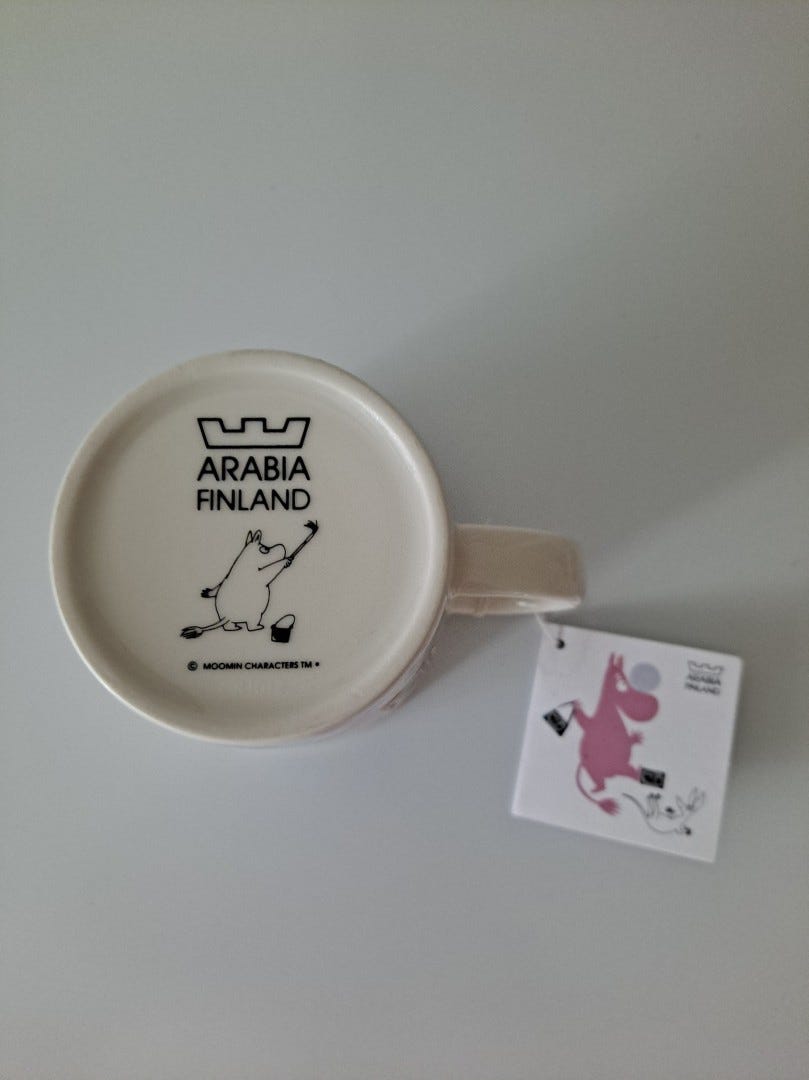 ARABIA
FINLAND
© MOOMIN CHARACTERS TM •
ARABIA
FINLAND